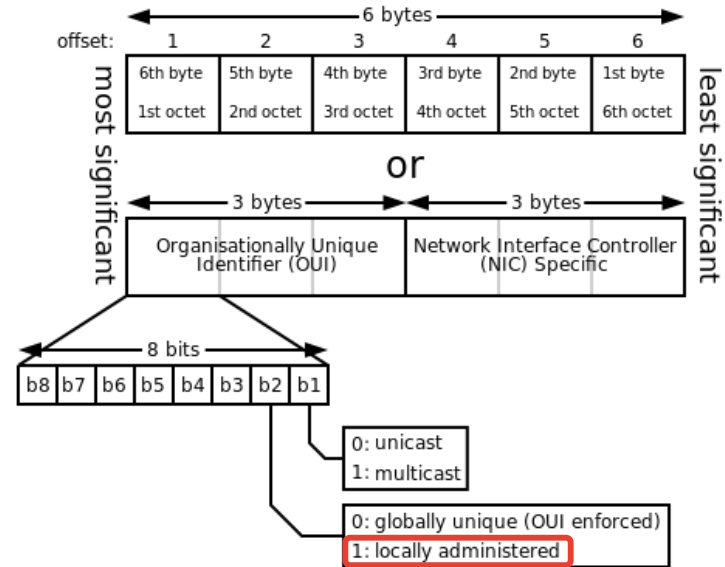 6 bytes
offset: 1 2 3 4 5 6
6th byte 5th byte 4th byte 3rd byte 2nd byte 1st byte
1st octet 2nd octet 3rd octet 4th octet 5th octet 6th octet
most significant
least significant
or
3 bytes 3 bytes
Organisationally Unique
Identifier (OUI)
Network Interface Controller
(NIC) Specific
8 bits
b8 b7 b6 b5 b4 b3 b2 b1
0: unicast
1: multicast
0: globally unique (OUI enforced)
1: locally administered